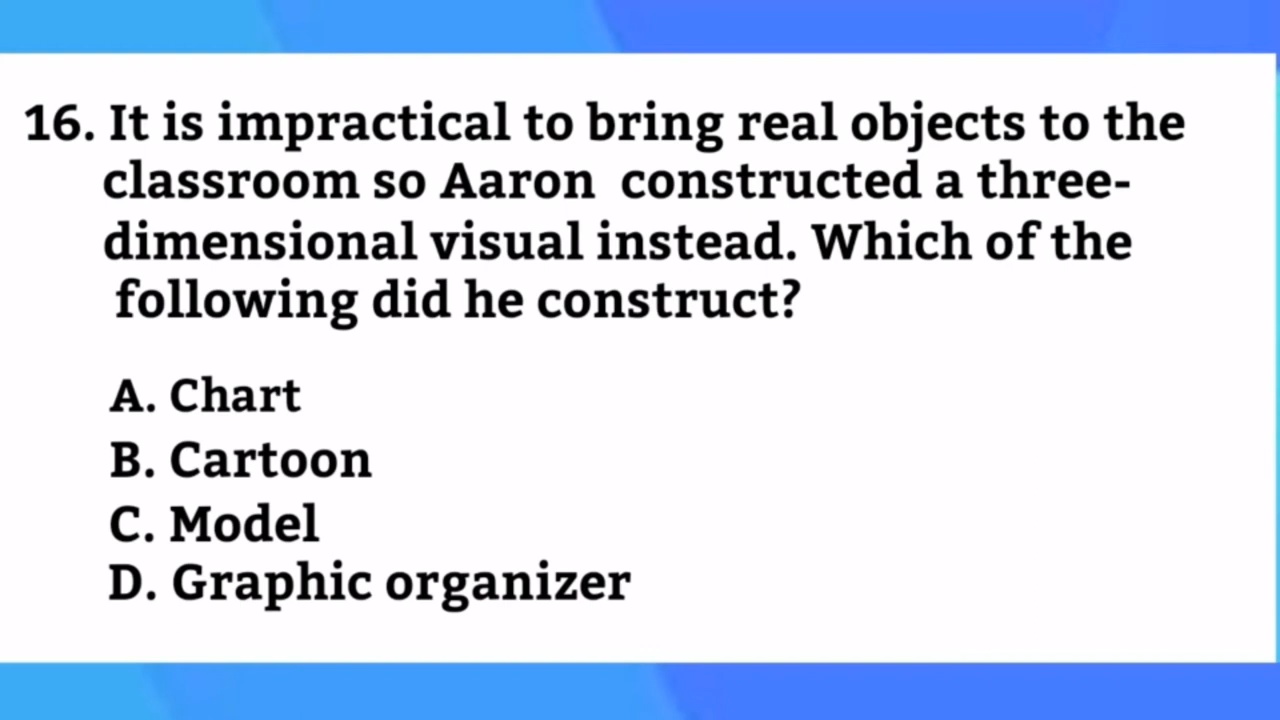 16. It is impractical to bring real objects to the
classroom so Aaron constructed a three-
dimensional visual instead. Which of the
following did he construct?
A. Chart
B. Cartoon
C. Model
D. Graphic organizer